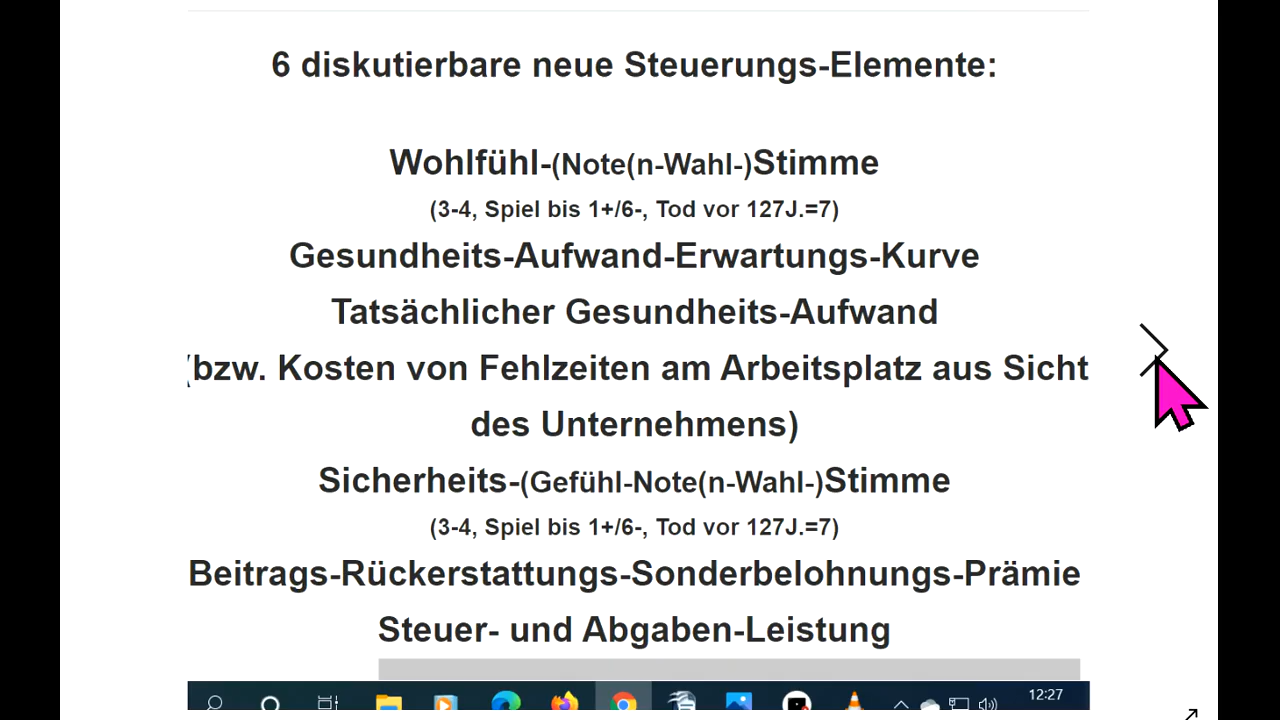 6 diskutierbare neue Steuerungs-Elemente:
Wohlfühl-(Note(n-Wahl-)Stimme
(3-4, Spiel bis 1+/6-, Tod vor 127J.=7)
Gesundheits-Aufwand-Erwartungs-Kurve
Tatsächlicher Gesundheits-Aufwand
(bzw. Kosten von Fehlzeiten am Arbeitsplatz aus Sicht
des Unternehmens)
Sicherheits-(Gefühl-Note(n-Wahl-)Stimme
(3-4, Spiel bis 1+/6-, Tod vor 127J.=7)
Beitrags-Rückerstattungs-Sonderbelohnungs-Prämie
Steuer- und Abgaben-Leistung
12:27